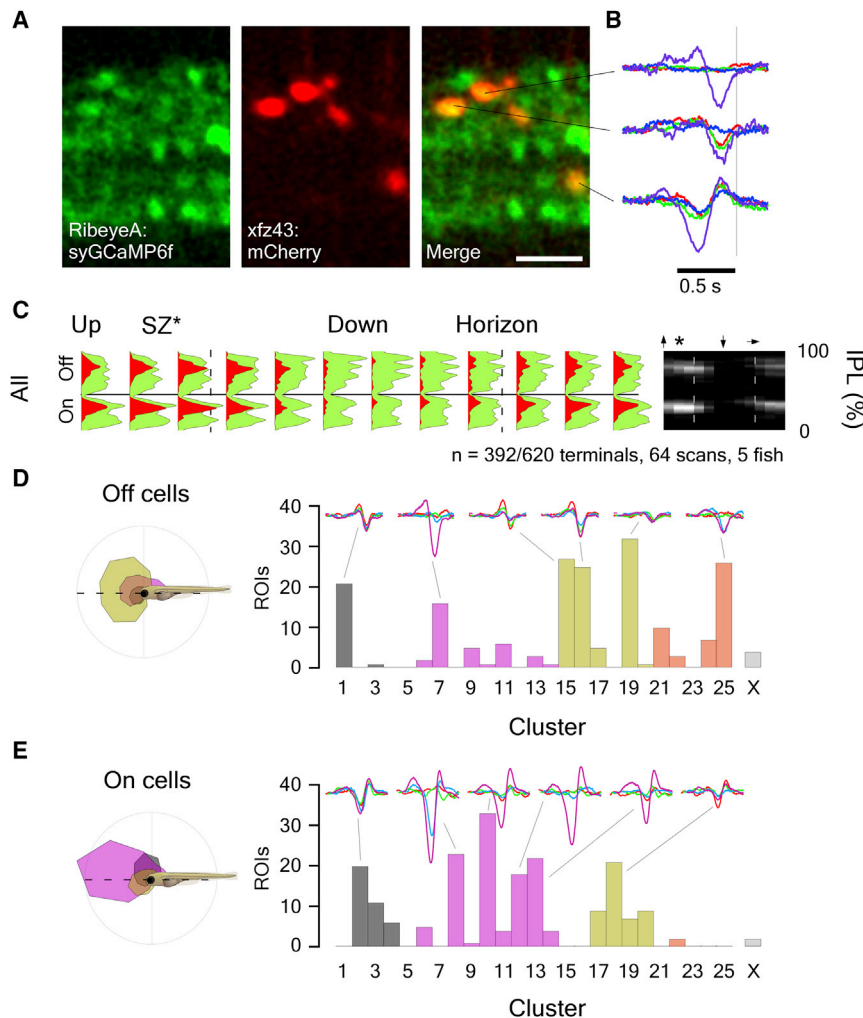 A
B
RibeyeA:
syGCaMP6f
xfz43:
mCherry
Merge
0.5 s
C
Up SZ* Down Horizon
All
Off
On
*
100
0
IPL (%)
n = 392/620 terminals, 64 scans, 5 fish
D
Off cells
ROIs
40
30
20
10
0
1 3 5 7 9 11 13 15 17 19 21 23 25 X
Cluster
E
On cells
ROIs
40
30
20
10
0
1 3 5 7 9 11 13 15 17 19 21 23 25 X
Cluster